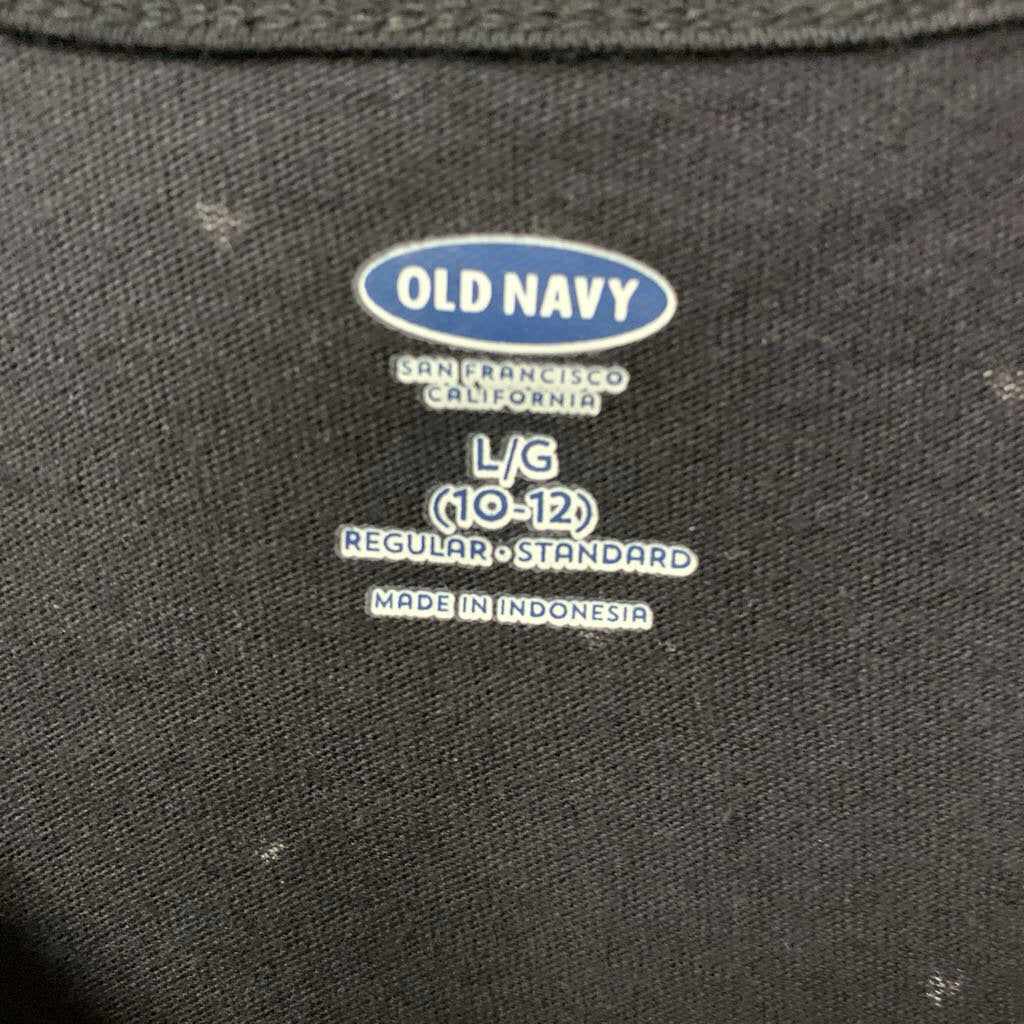 OLD NAVY
SAN FRANCISCO
CALIFORNIA
L/G
(10-12)
REGULAR • STANDARD
MADE IN INDONESIA